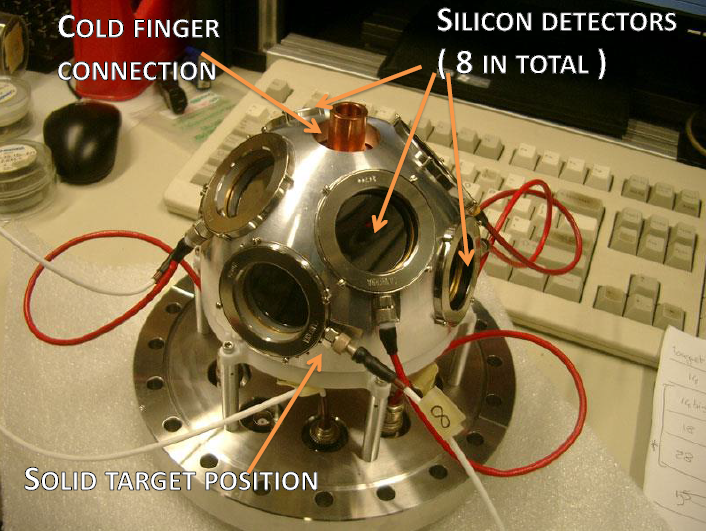 COLD FINGER
CONNECTION
SILICON DETECTORS
( 8 IN TOTAL )
8
SOLID TARGET POSITION